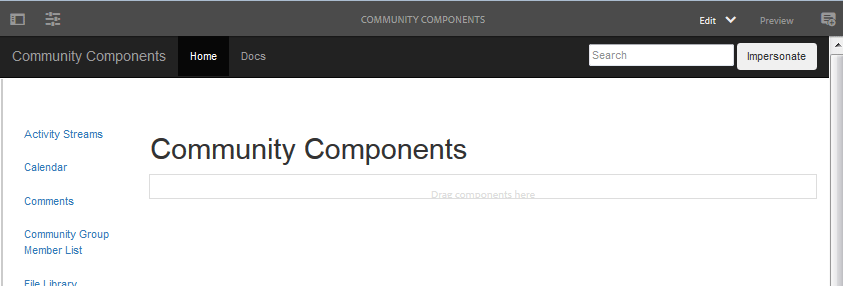 COMMUNITY COMPONENTS
Edit
Preview
Community Components
Home
Docs
Search
Impersonate
Activity Streams
Community Components
Calendar
Drag components here
Comments
Community Group
Member List
File Library